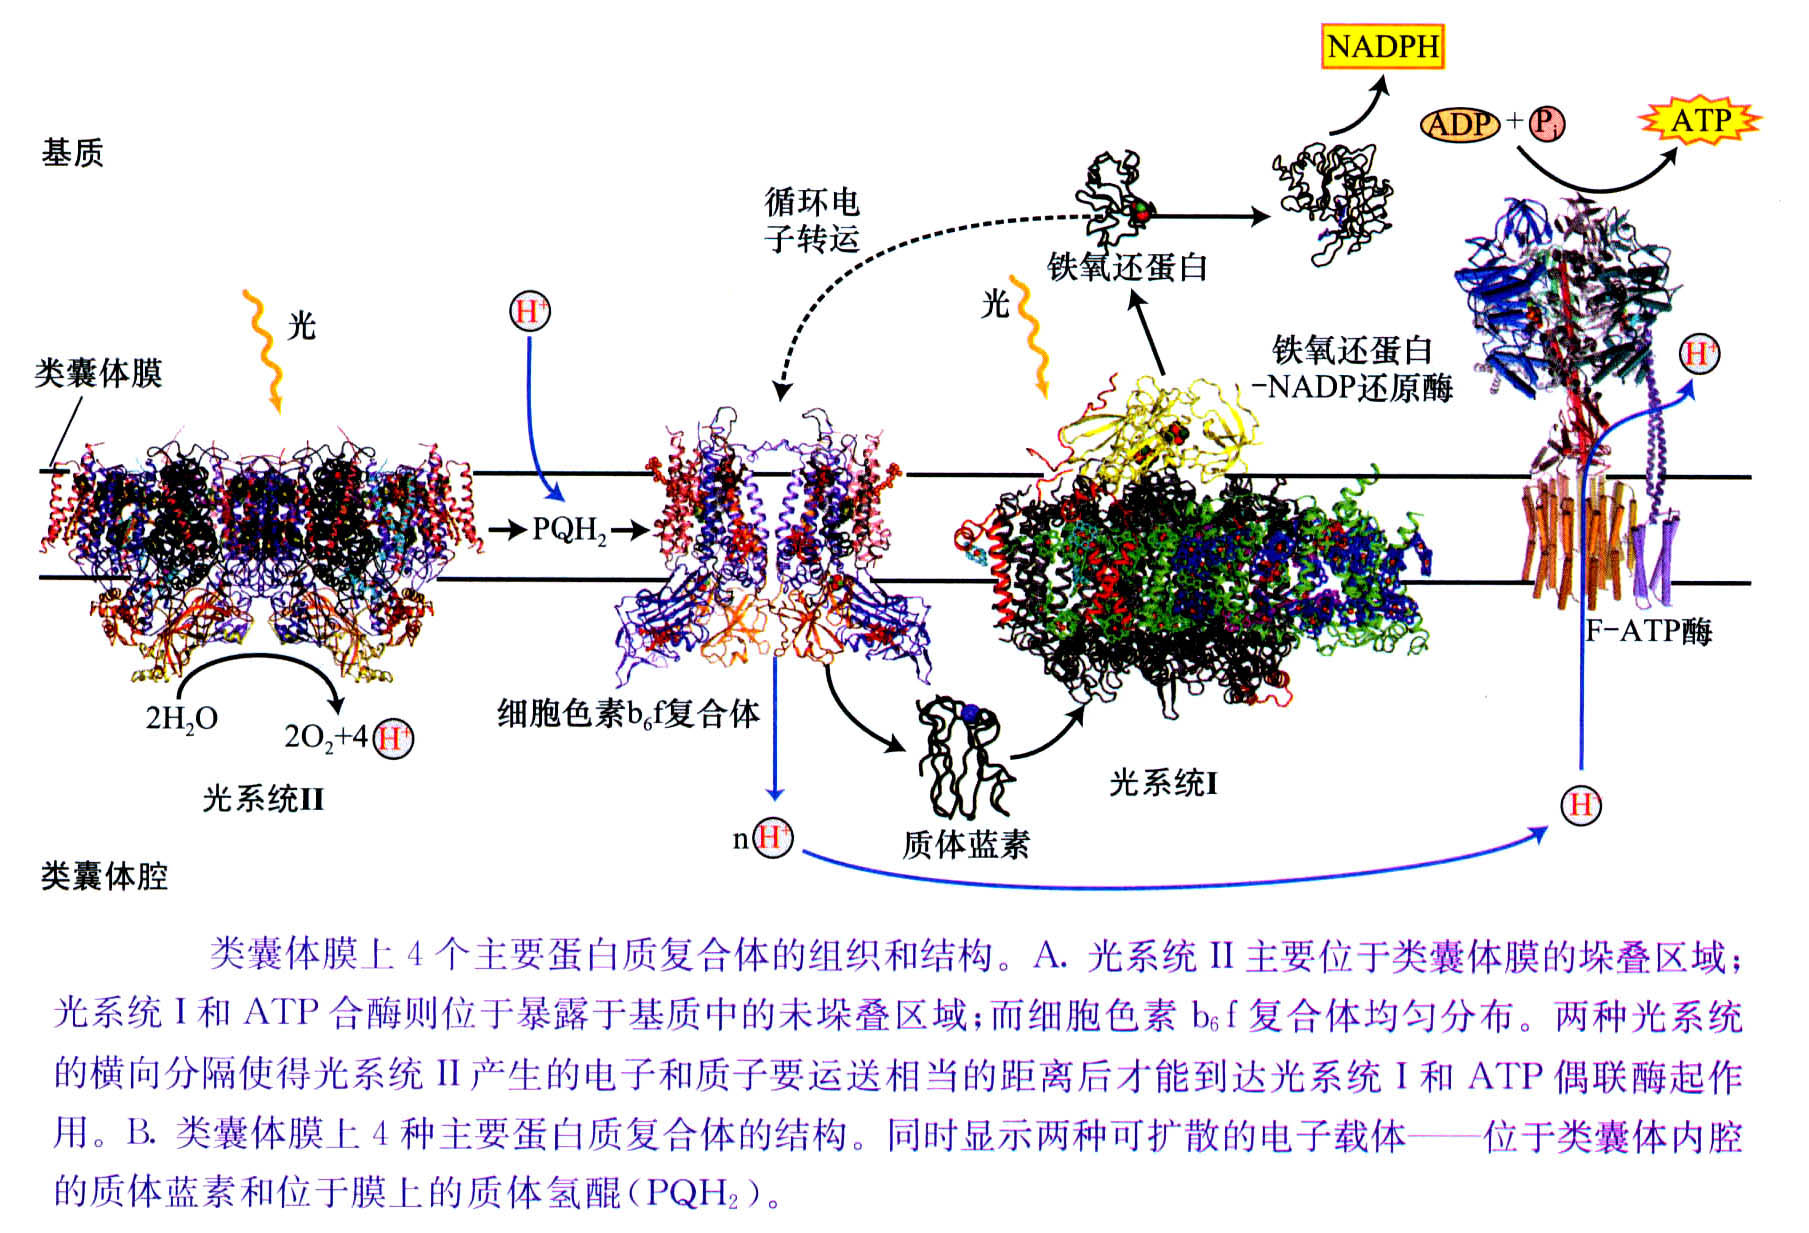 NADPH
ADP + Pi
ATP
基质
循环电
子转运
铁氧还蛋白
光
H+
光
铁氧还蛋白
-NADP还原酶
H+
类囊体膜
PQH2
F-ATP酶
2H2O
2O2+4 H+
细胞色素b6f复合体
光系统II
光系统I
H+
n H+
质体蓝素
类囊体腔
类囊体膜上 4 个主要蛋白质复合体的组织和结构。A. 光系统 II 主要位于类囊体膜的垛叠区域；
光系统 I 和 ATP 合酶则位于暴露于基质中的未垛叠区域；而细胞色素 b6f 复合体均匀分布。两种光系统
的横向分隔使得光系统 II 产生的电子和质子要运送相当的距离后才能到达光系统 I 和 ATP 偶联酶起作
用。B. 类囊体膜上 4 种主要蛋白质复合体的结构。同时显示两种可扩散的电子载体——位于类囊体内腔
的质体蓝素和位于膜上的质体氢醌（PQH2）。